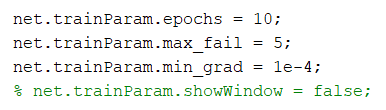 net.trainParam.epochs = 10;
net.trainParam.max_fail = 5;
net.trainParam.min_grad = 1e-4;
% net.trainParam.showWindow = false;